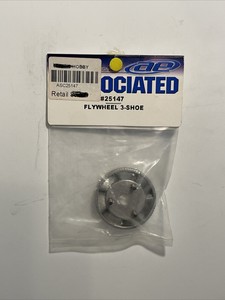 HOBBY
ASC25147
Retail
OCIATED
#25147
FLYWHEEL 3-SHOE